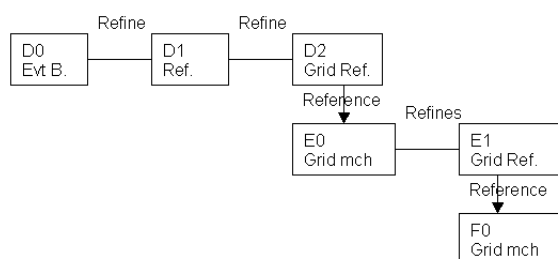 Refine
Refine
D0
Evt B.
D1
Ref.
D2
Grid Ref.
Reference
Refines
E0
Grid mch
E1
Grid Ref.
Reference
F0
Grid mch